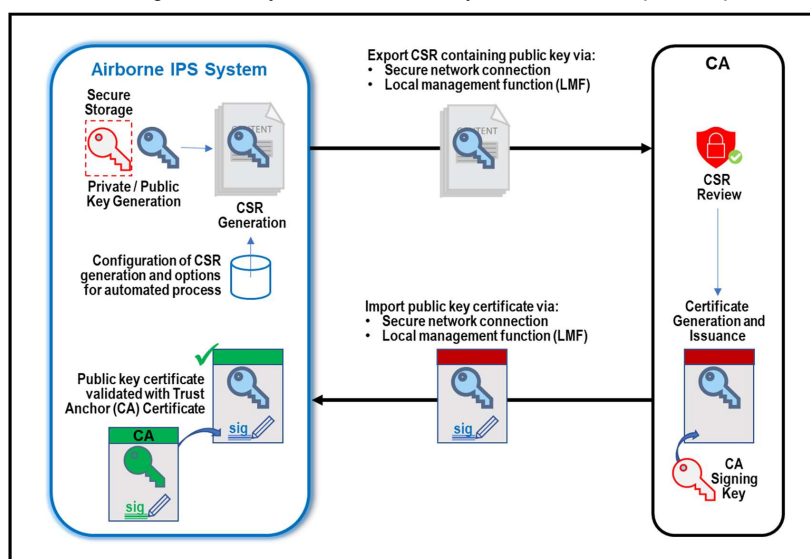 Airborne IPS System
Secure
Storage
Private / Public
Key Generation
CSR
Generation
Configuration of CSR
generation and options
for automated process
Export CSR containing public key via:
• Secure network connection
• Local management function (LMF)
CA
CSR
Review
Certificate
Generation and
Issuance
CA
Signing
Key
Import public key certificate via:
• Secure network connection
• Local management function (LMF)
sig
Public key certificate
validated with Trust
Anchor (CA) Certificate
sig
CA
sig